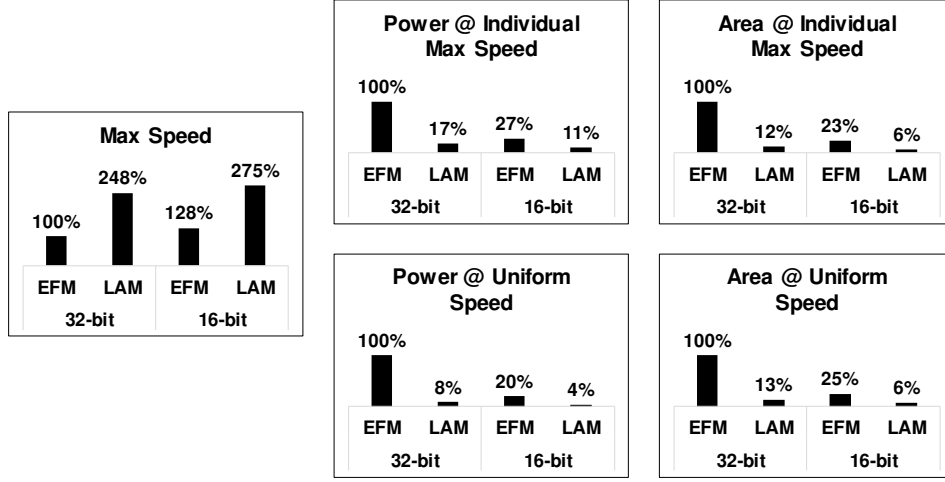 Max Speed
100%
248%
128%
275%
EFM LAM EFM LAM
32-bit 16-bit
Power @ Individual
Max Speed
100%
17%
27%
11%
EFM LAM EFM LAM
32-bit 16-bit
Area @ Individual
Max Speed
100%
12%
23%
6%
EFM LAM EFM LAM
32-bit 16-bit
Power @ Uniform
Speed
100%
8%
20%
4%
EFM LAM EFM LAM
32-bit 16-bit
Area @ Uniform
Speed
100%
13%
25%
6%
EFM LAM EFM LAM
32-bit 16-bit